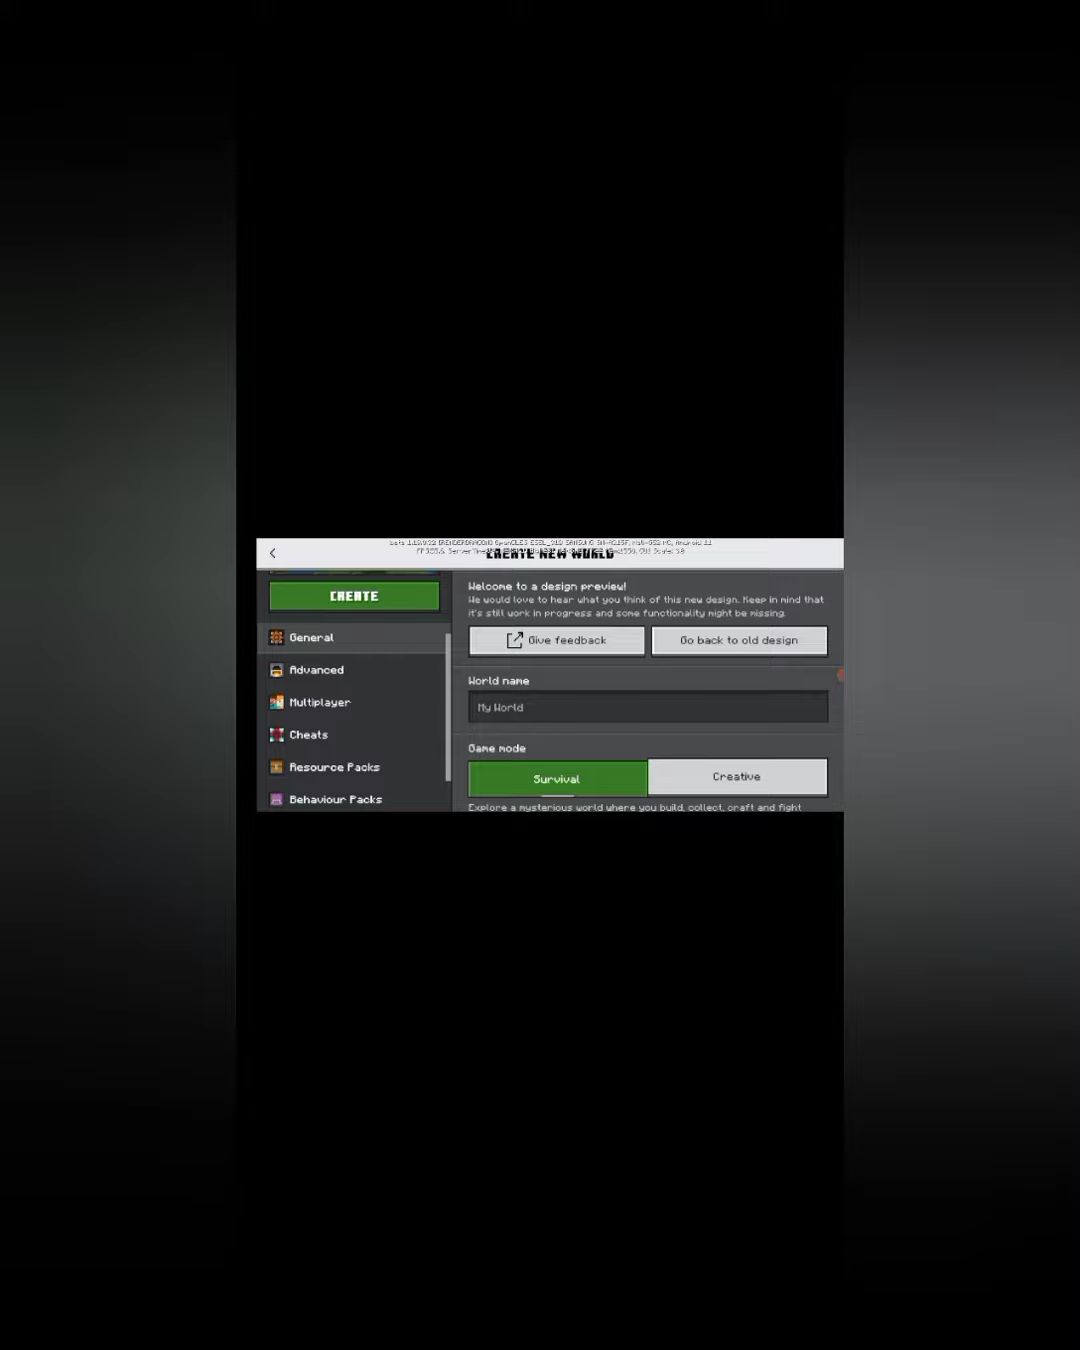 CREATE NEW WORLD
CREATE
General
Advanced
Multiplayer
Cheats
Resource Packs
Behaviour Packs
Welcome to a design preview!
We would love to hear what you think of this new design. Keep in mind that
it's still work in progress and some functionality might be missing.
Give feedback
Go back to old design
World name
My World
Game mode
Survival
Creative
Explore a mysterious world where you build, collect, craft and fight